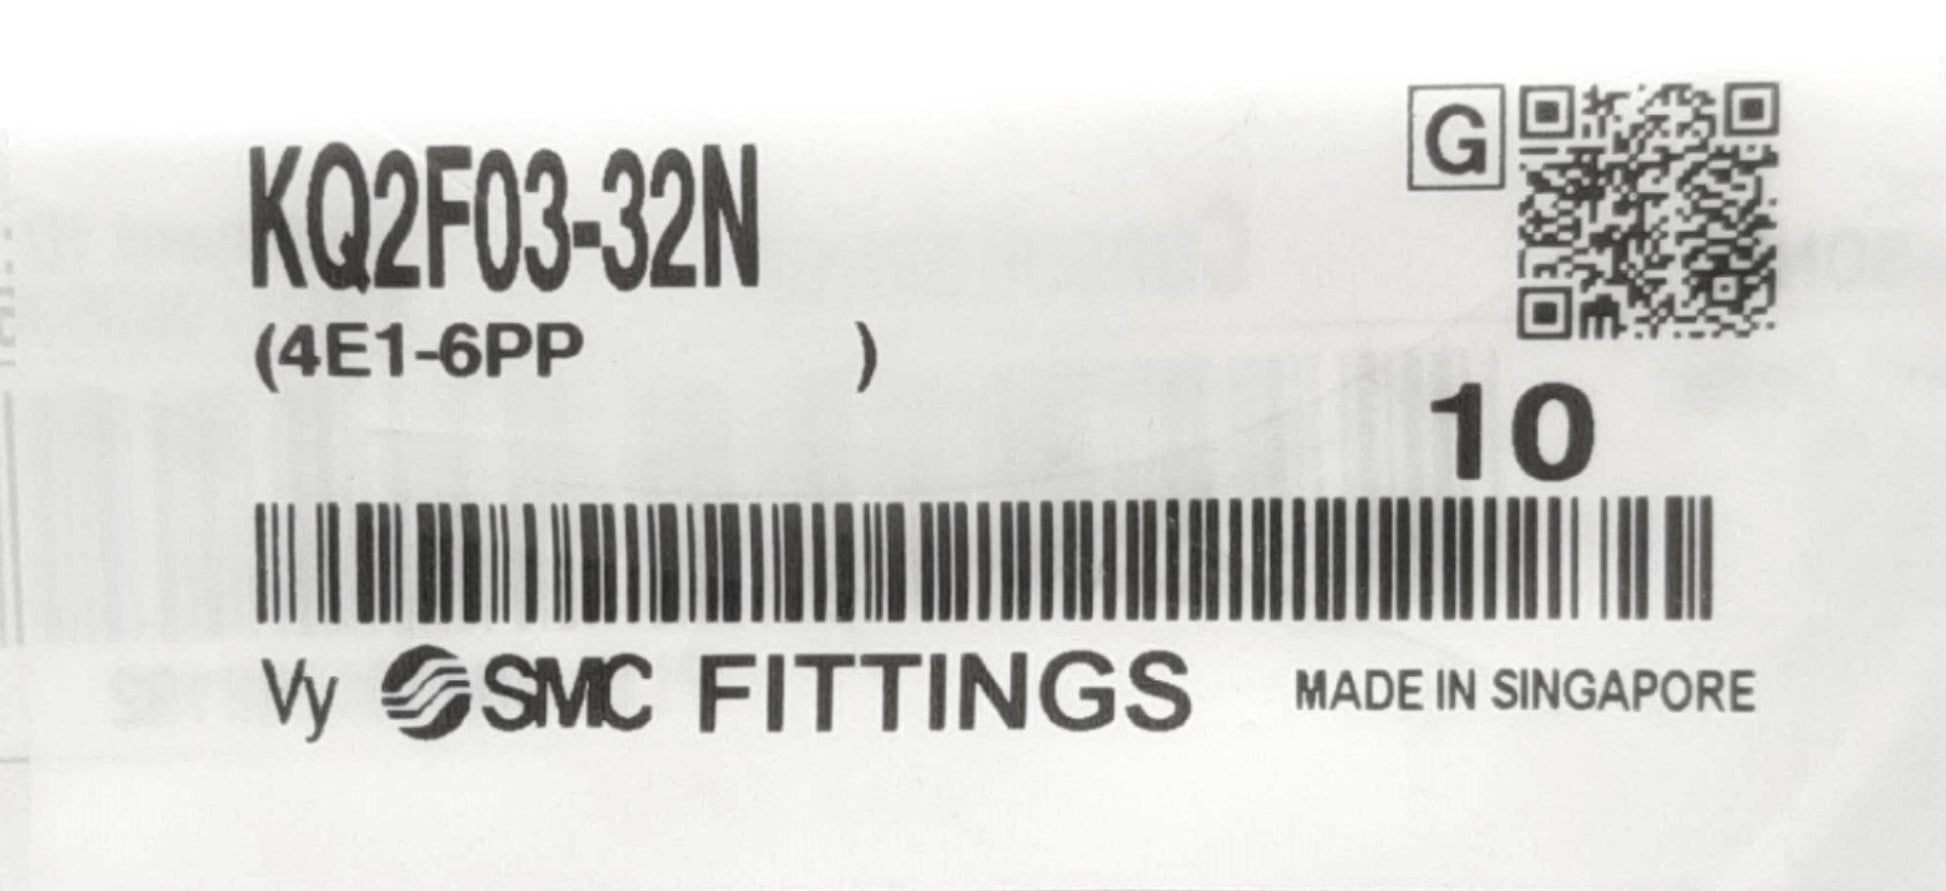 KQ2F03-32N
G
(4E1-6PP )
10
Vy SMC FITTINGS MADE IN SINGAPORE